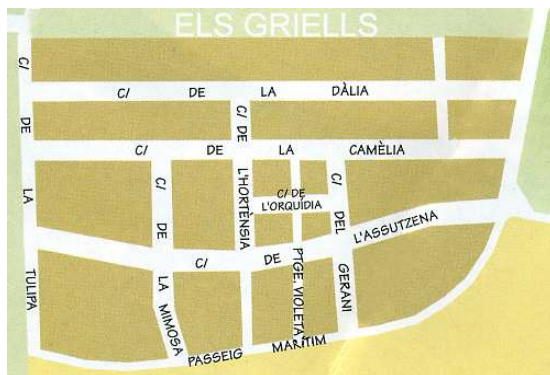 ELS GRIELLS
C/ DE LA TULIPA
C/ DE LA DÀLIA
C/ DE L'HORTÈNSIA
C/ DE LA CAMÈLIA
C/ DE LA MIMOSA
C/ DE
L'ORQUÍDIA
C/ DEL GERANI
C/ DE L'ASSUTZENA
PTGE. VIOLETA
PASSEIG MARÍTIM